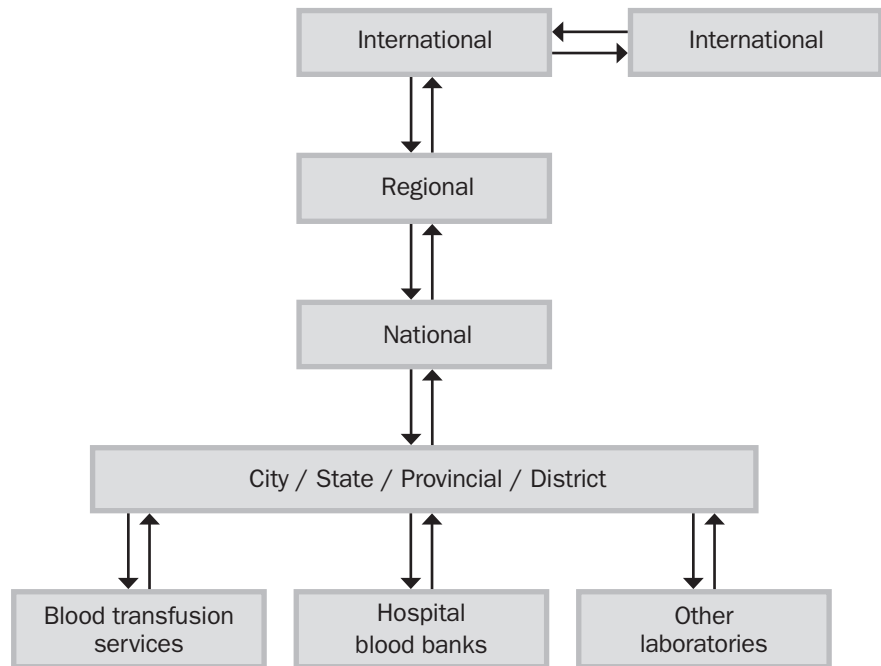 International
International
Regional
National
City / State / Provincial / District
Blood transfusion
services
Hospital
blood banks
Other
laboratories